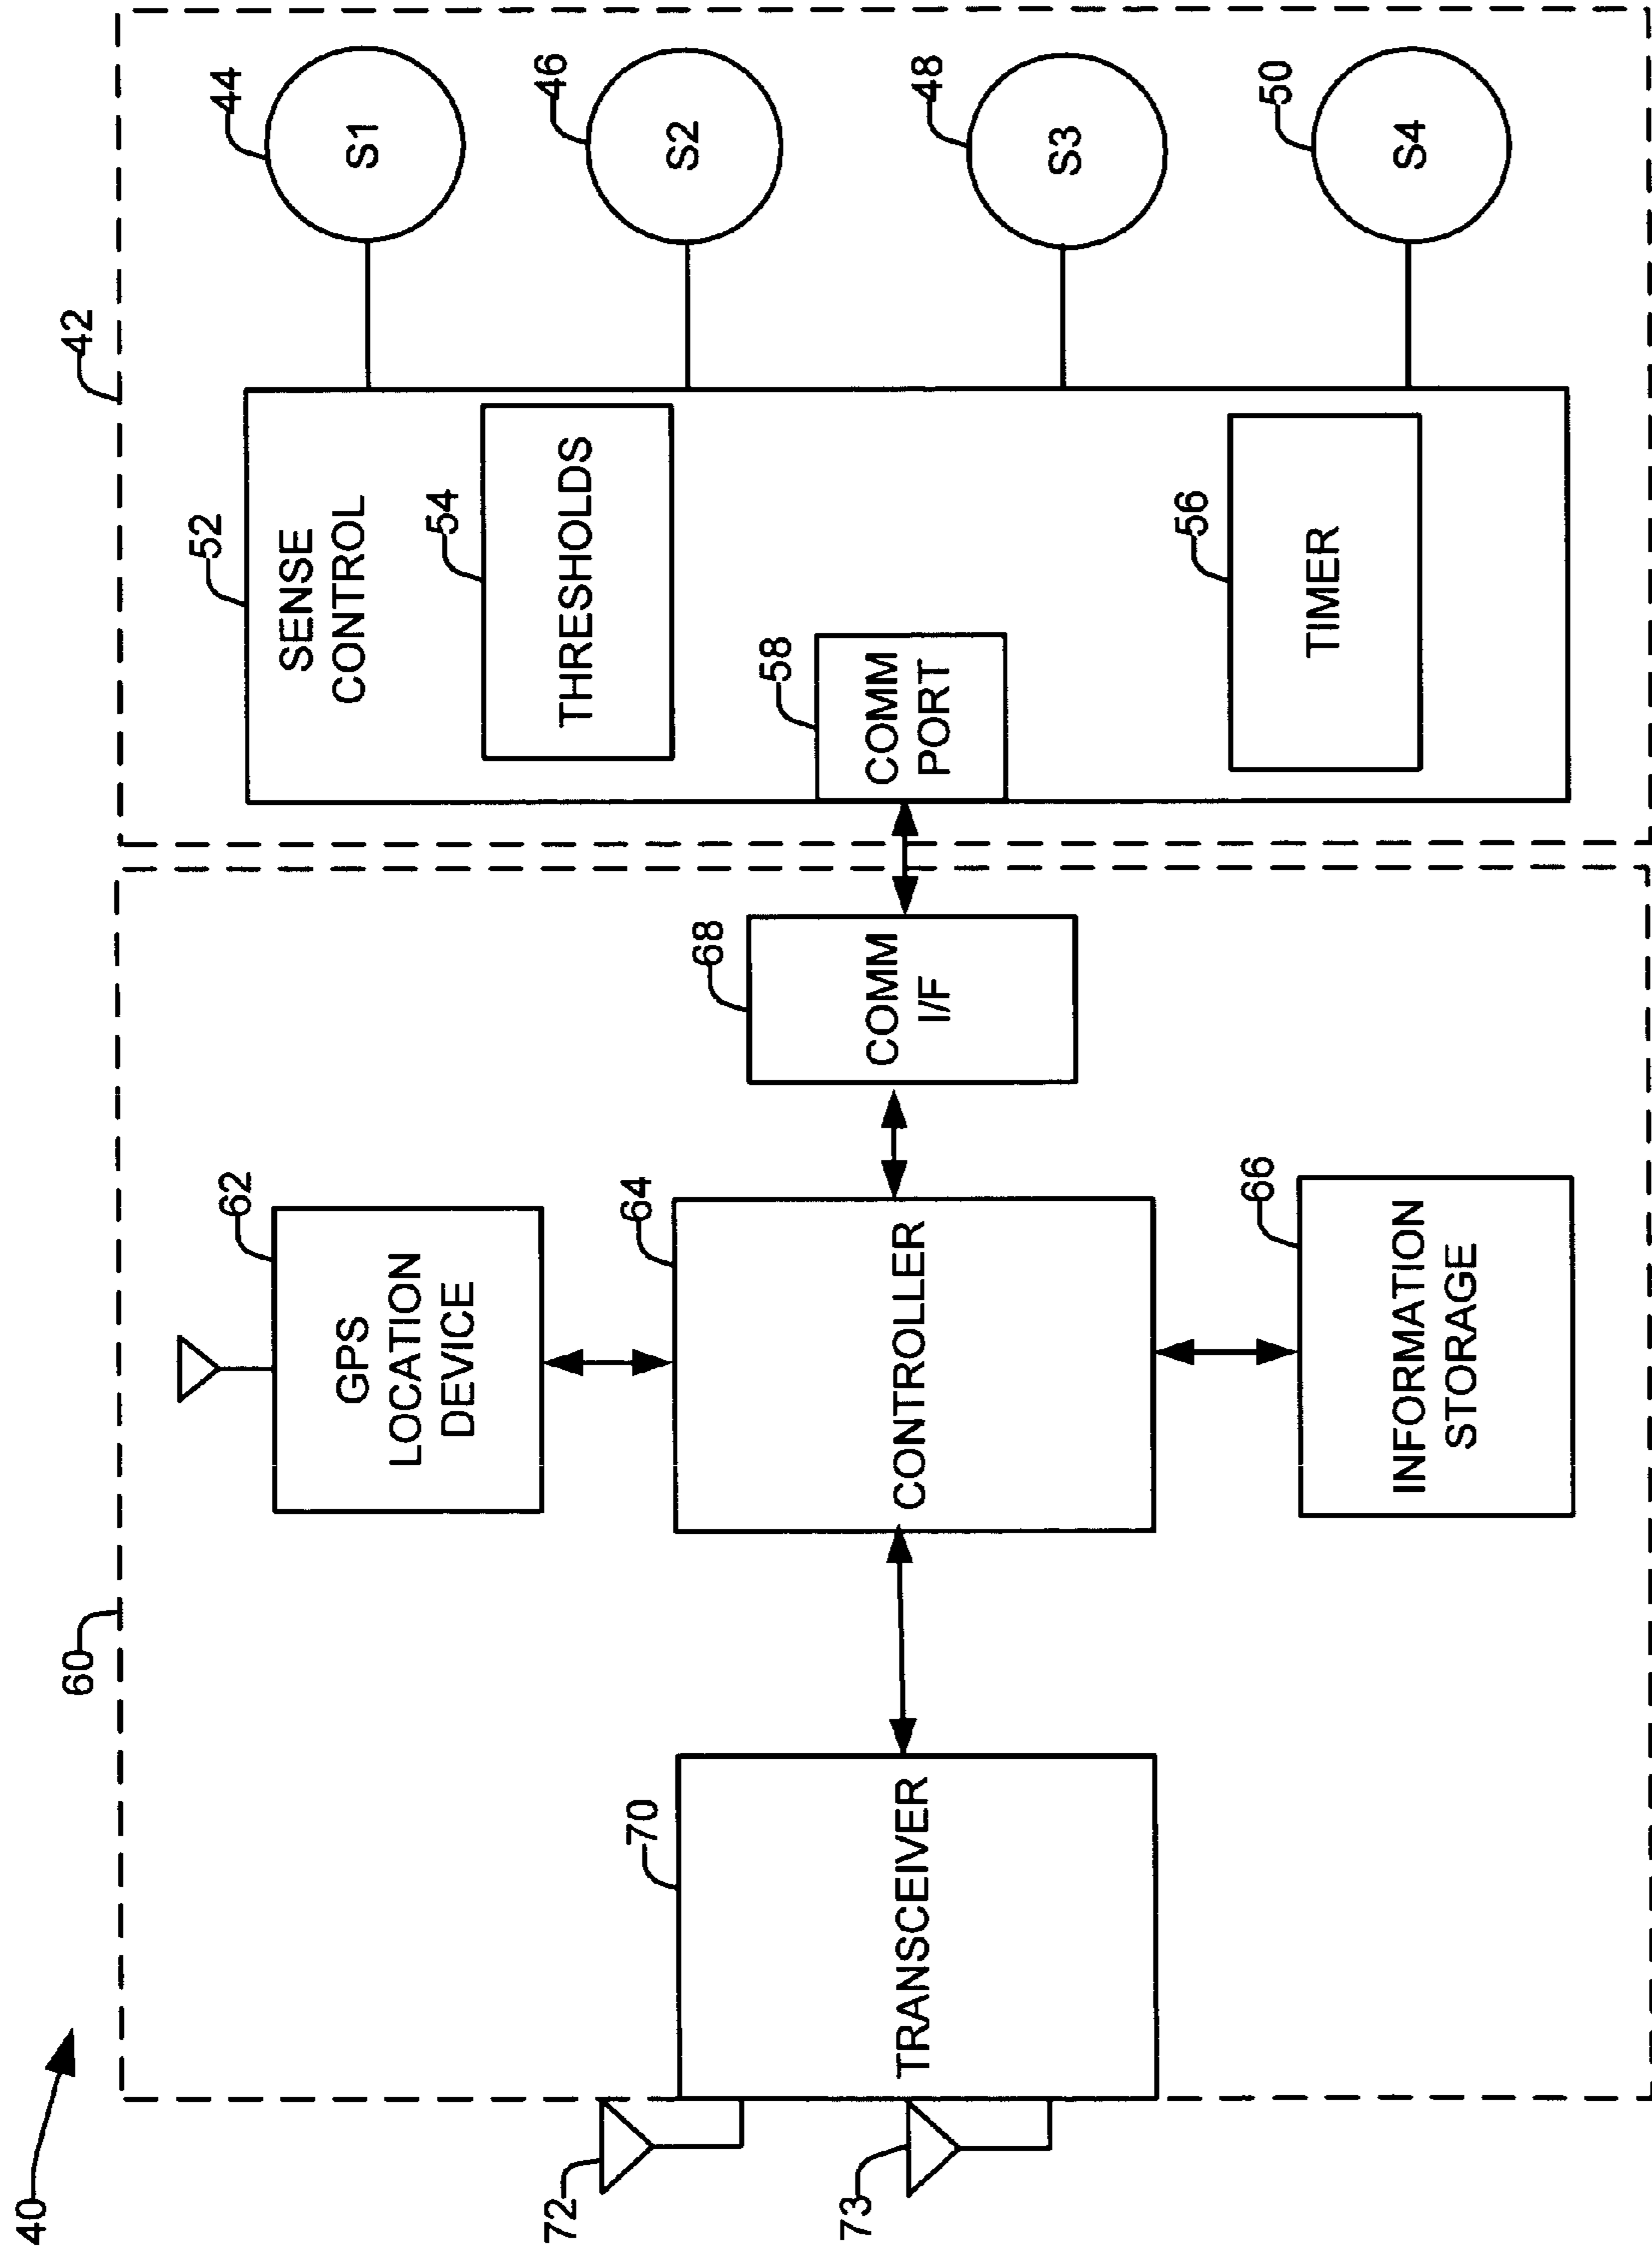 40
60
42
62
GPS
LOCATION
DEVICE
52
SENSE
CONTROL
44
S1
54
THRESHOLDS
46
S2
72
70
TRANSCEIVER
64
CONTROLLER
68
COMM
I/F
58
COMM
PORT
73
48
S3
66
INFORMATION
STORAGE
56
TIMER
50
S4